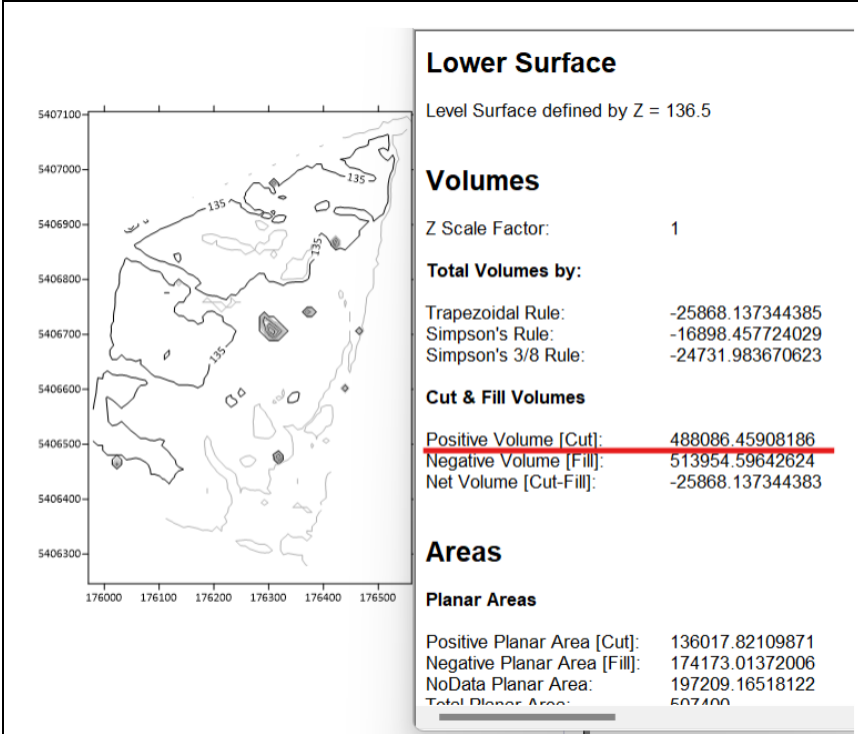 5407100
5407000
5406900
5406800
5406700
5406600
5406500
5406400
5406300
176000 176100 176200 176300 176400 176500
135
135
135
135
Lower Surface
Level Surface defined by Z = 136.5
Volumes
Z Scale Factor: 1
Total Volumes by:
Trapezoidal Rule: -25868.137344385
Simpson's Rule: -16898.457724029
Simpson's 3/8 Rule: -24731.983670623
Cut & Fill Volumes
Positive Volume [Cut]: 488086.45908186
Negative Volume [Fill]: 513954.59642624
Net Volume [Cut-Fill]: -25868.137344383
Areas
Planar Areas
Positive Planar Area [Cut]: 136017.82109871
Negative Planar Area [Fill]: 174173.01372006
NoData Planar Area: 197209.16518122
Total Planar Area: 507400